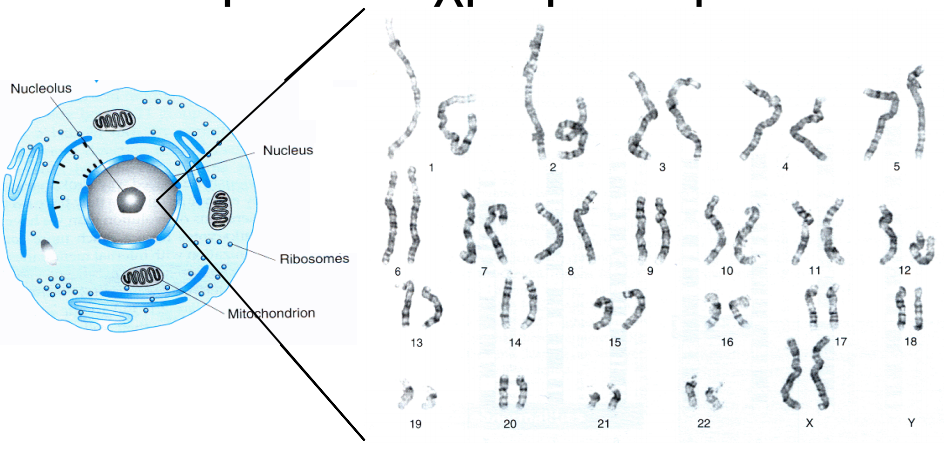 Nucleolus
Nucleus
Ribosomes
Mitochondrion
1 2 3 4 5
6 7 8 9 10 11 12
13 14 15 16 17 18
19 20 21 22 X Y